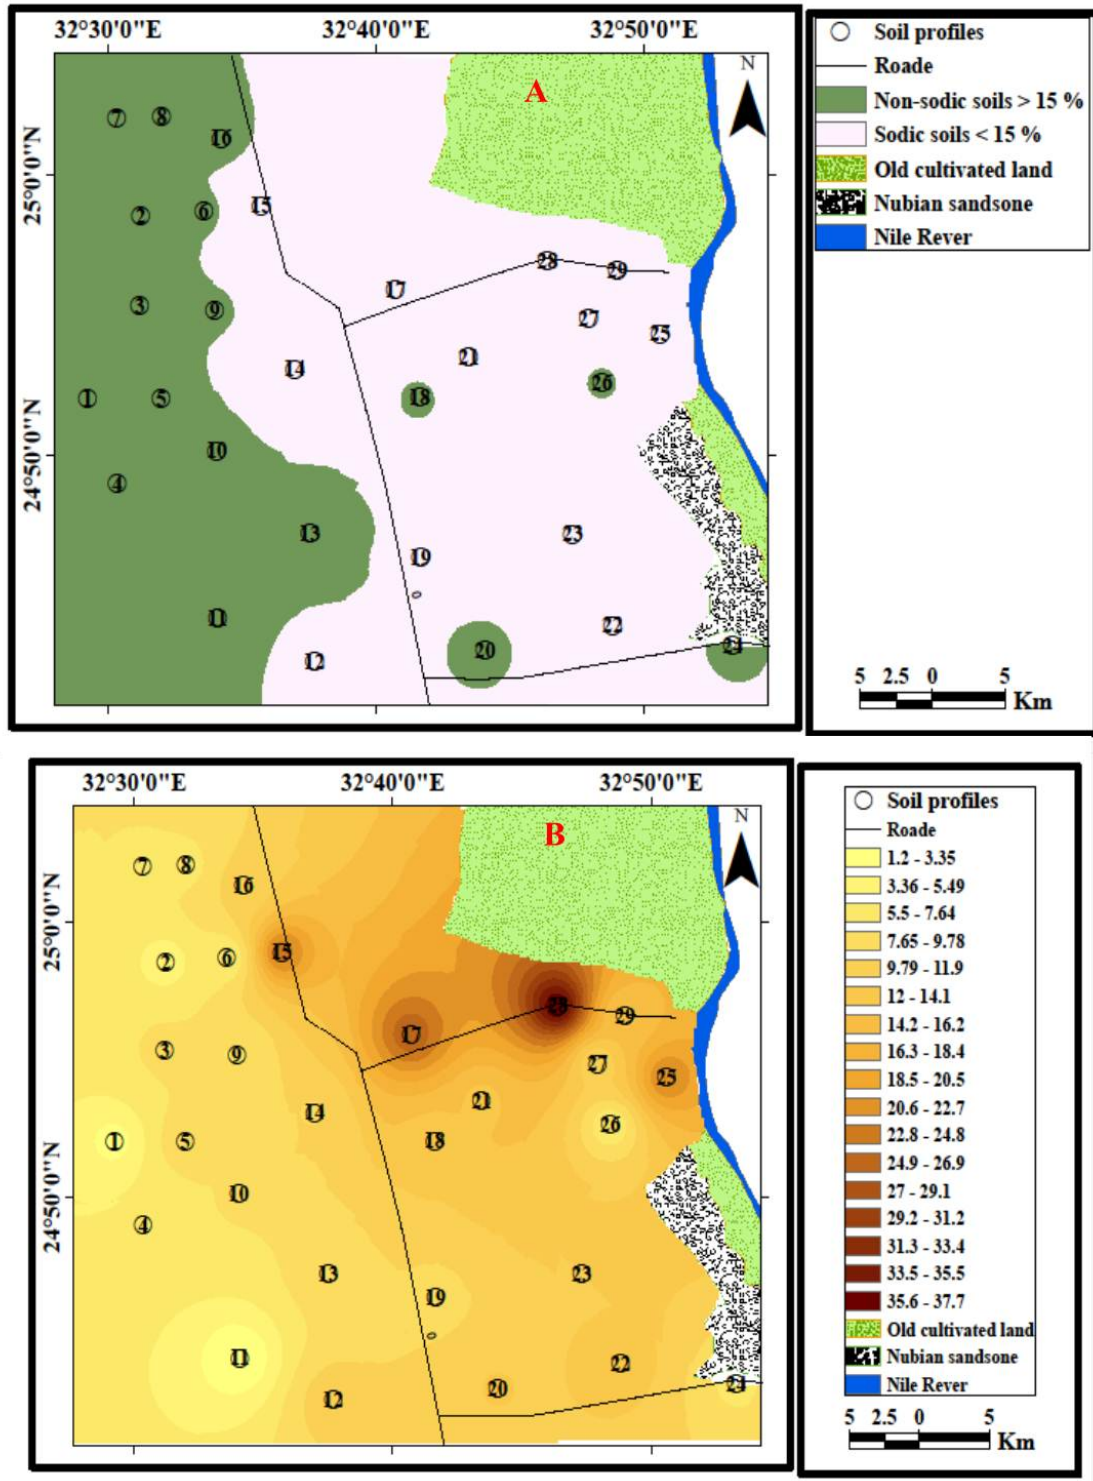 32°30'0"E 32°40'0"E 32°50'0"E
N
A
25°0'0"N
24°50'0"N
7 8 16
2 6 15
28 29
3 9 17
27 25
14 21
1 5 18 26
10
4
13 23
19
11 22
12 20 24
Soil profiles
Roade
Non-sodic soils > 15 %
Sodic soils < 15 %
Old cultivated land
Nubian sandsone
Nile Rever
5 2.5 0 5
Km
32°30'0"E 32°40'0"E 32°50'0"E
N
B
25°0'0"N
24°50'0"N
7 8 16
2 6 15
28 29
17
3 9 27 25
14 21 26
1 5 18
10
4
13 23
19
11 22
12 20 24
Soil profiles
Roade
1.2 - 3.35
3.36 - 5.49
5.5 - 7.64
7.65 - 9.78
9.79 - 11.9
12 - 14.1
14.2 - 16.2
16.3 - 18.4
18.5 - 20.5
20.6 - 22.7
22.8 - 24.8
24.9 - 26.9
27 - 29.1
29.2 - 31.2
31.3 - 33.4
33.5 - 35.5
35.6 - 37.7
Old cultivated land
Nubian sandsone
Nile Rever
5 2.5 0 5
Km